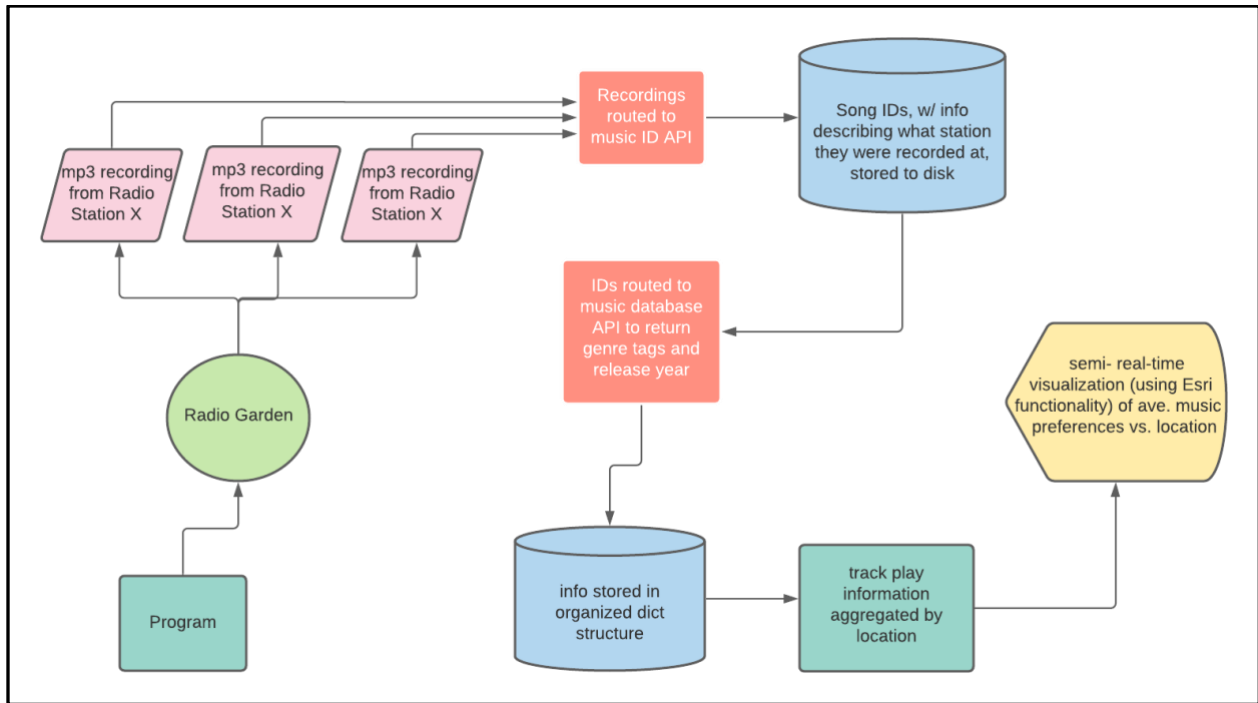 mp3 recording
from Radio
Station X
mp3 recording
from Radio
Station X
mp3 recording
from Radio
Station X
Recordings
routed to
music ID API
Song IDs, w/ info
describing what station
they were recorded at,
stored to disk
IDs routed to
music database
API to return
genre tags and
release year
semi- real-time
visualization (using Esri
functionality) of ave. music
preferences vs. location
Radio Garden
Program
info stored in
organized dict
structure
track play
information
aggregated by
location